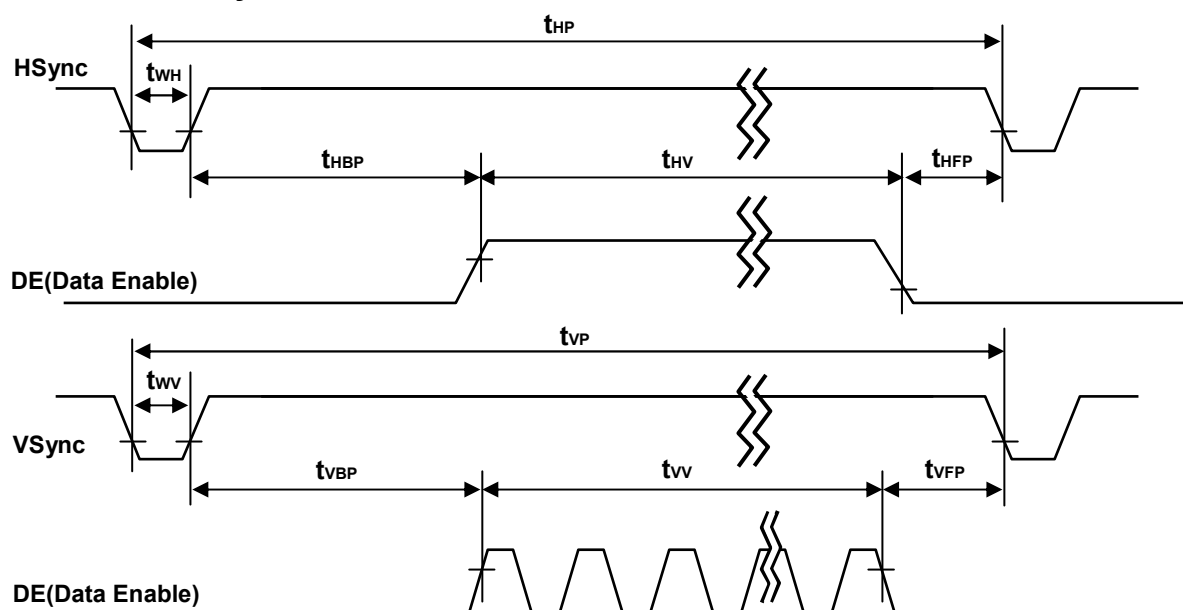 tHP
HSync
tWH
tHBP tHV tHFP
DE(Data Enable)
tVP
tWV
VSync
tVBP tVV tVFP
DE(Data Enable)